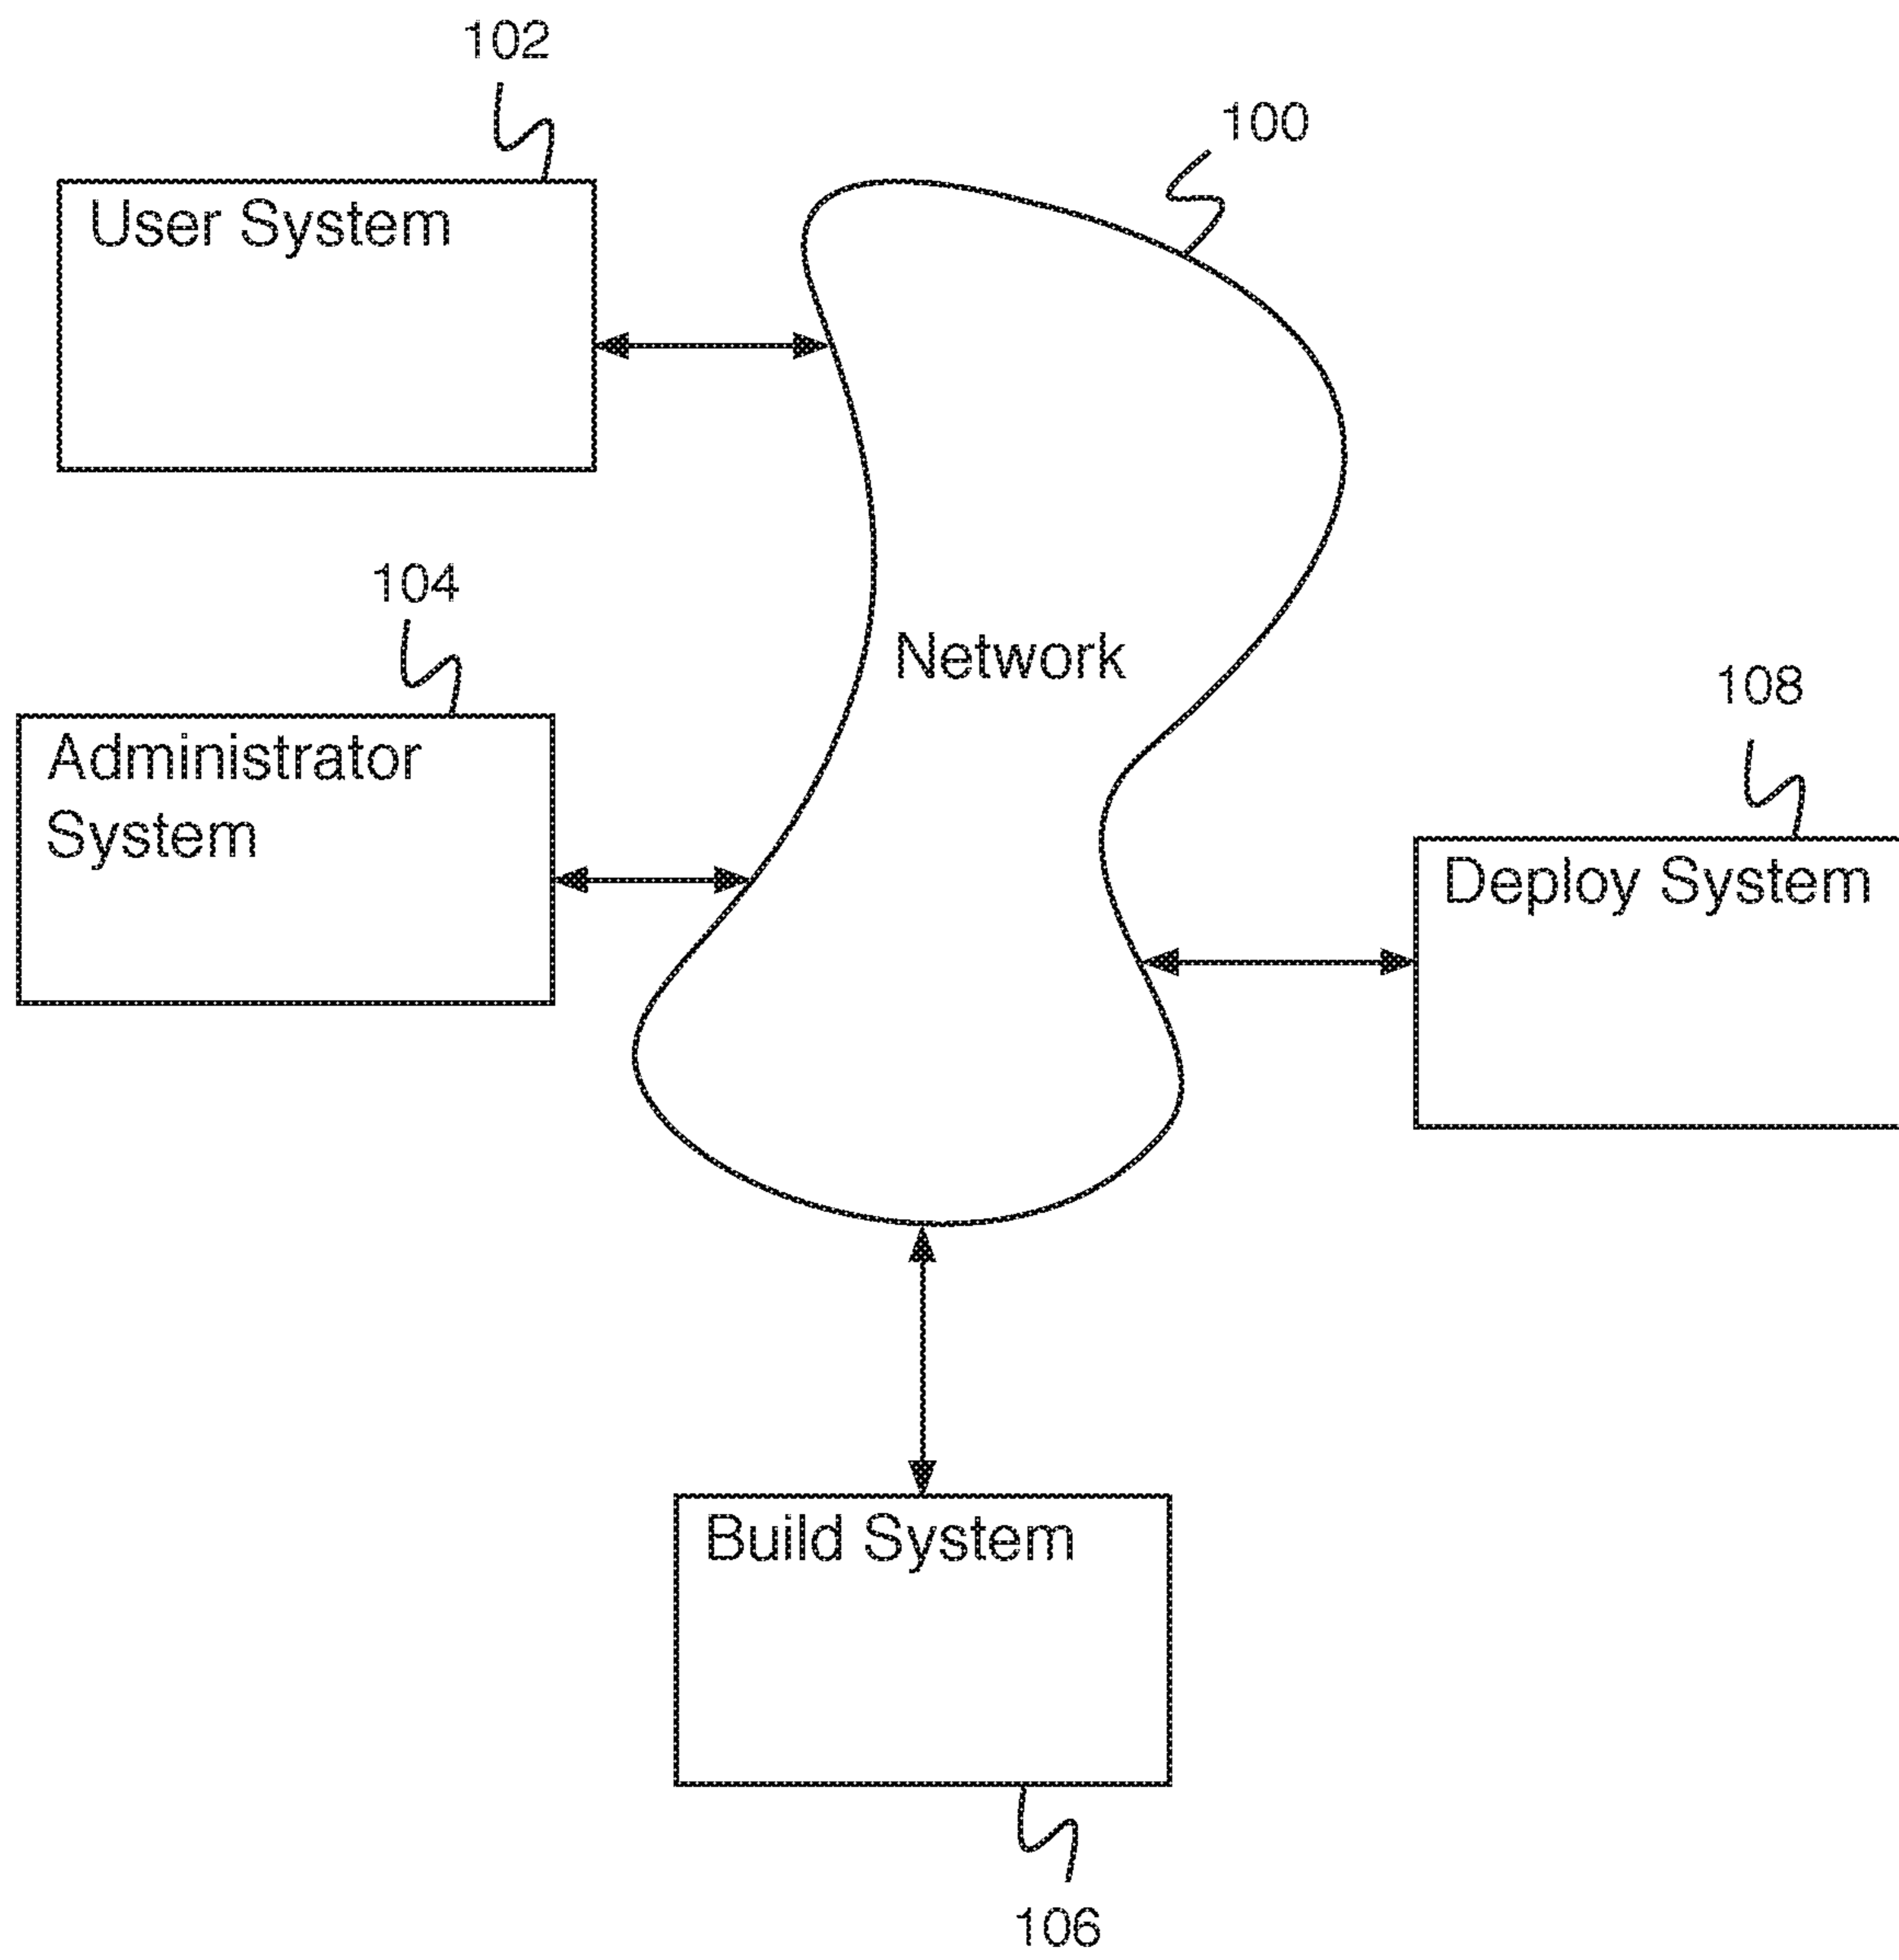 102
100
User System
104
Network
Administrator
System
108
Deploy System
Build System
106